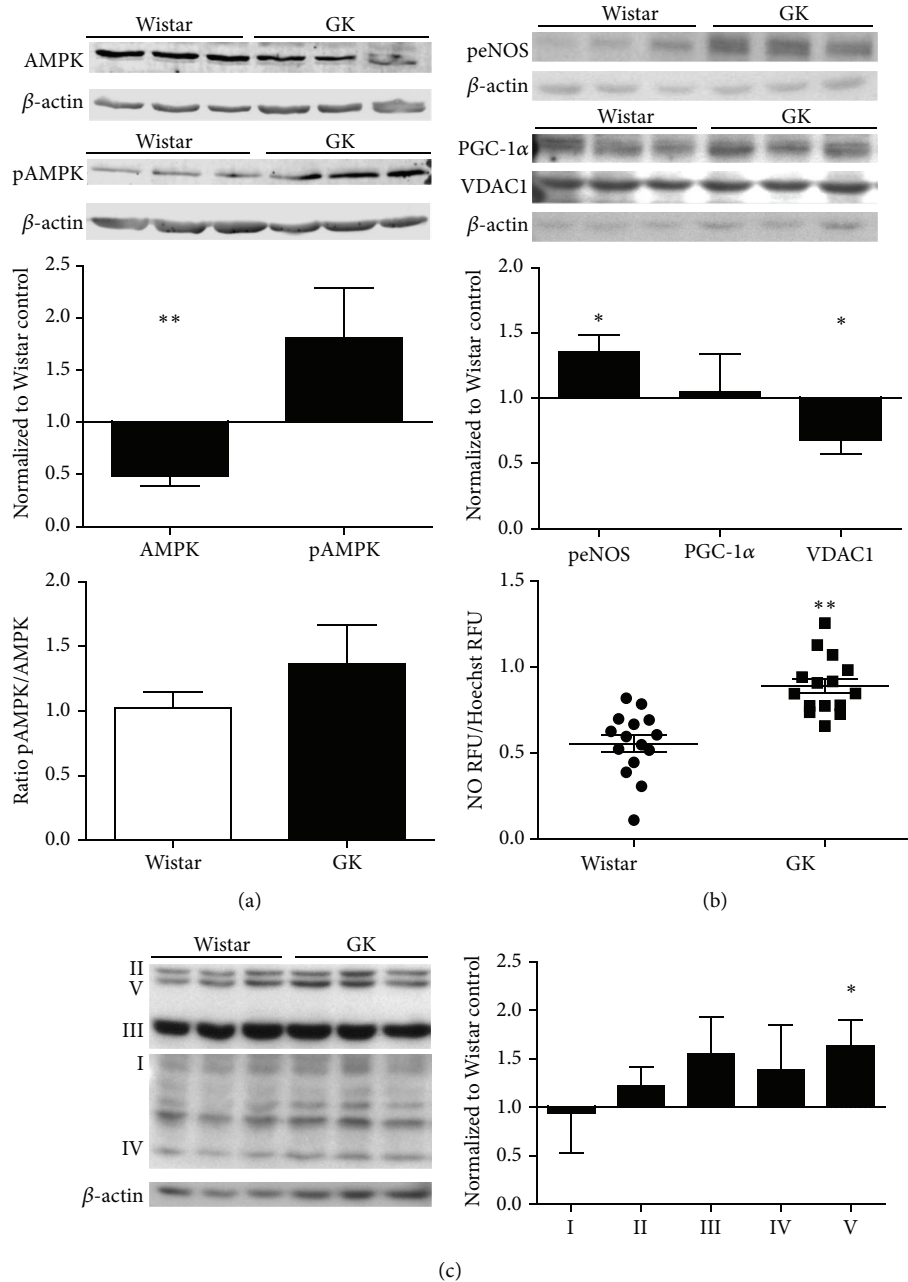 Wistar GK
AMPK
β-actin
Wistar GK
pAMPK
β-actin
Normalized to Wistar control
2.5
2.0
1.5
1.0
0.5
0.0
**
AMPK pAMPK
Ratio pAMPK/AMPK
2.0
1.5
1.0
0.5
0.0
Wistar GK
(a)
Wistar GK
peNOS
β-actin
Wistar GK
PGC-1α
VDAC1
β-actin
Normalized to Wistar control
2.0
1.5
1.0
0.5
0.0
* *
peNOS PGC-1α VDAC1
NO RFU/Hoechst RFU
1.5
1.0
0.5
0.0
**
Wistar GK
(b)
Wistar GK
II
V
III
I
IV
β-actin
Normalized to Wistar control
2.5
2.0
1.5
1.0
0.5
0.0
*
I II III IV V
(c)